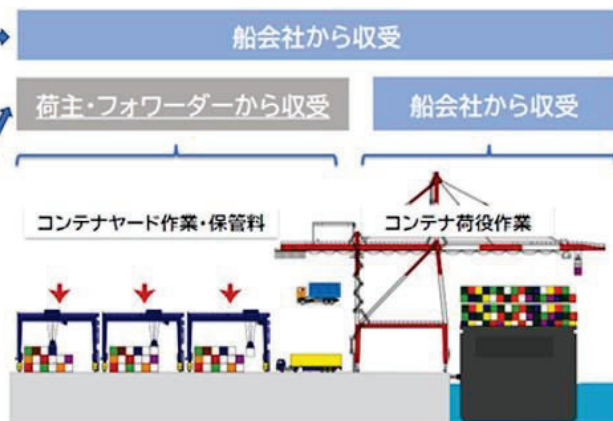 船会社から収受
荷主・フォワーダーから収受
船会社から収受
コンテナヤード作業・保管料
コンテナ荷役作業